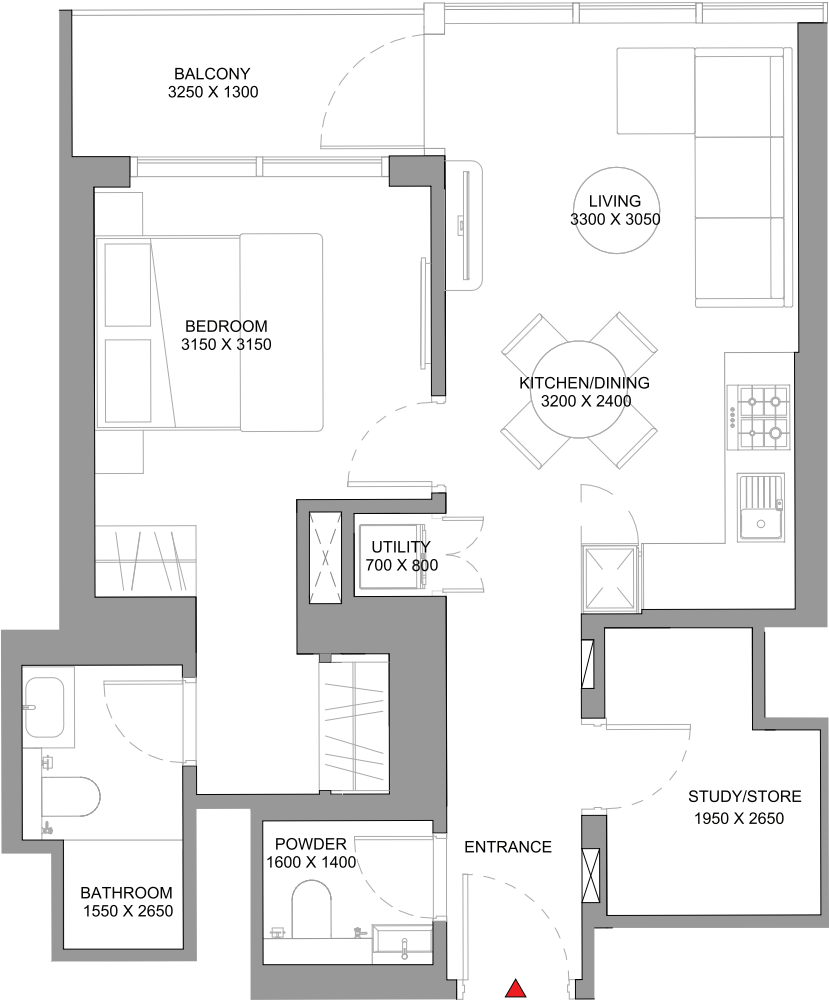 BALCONY
3250 X 1300
LIVING
3300 X 3050
BEDROOM
3150 X 3150
KITCHEN/DINING
3200 X 2400
UTILITY
700 X 800
STUDY/STORE
1950 X 2650
POWDER
1600 X 1400
ENTRANCE
BATHROOM
1550 X 2650